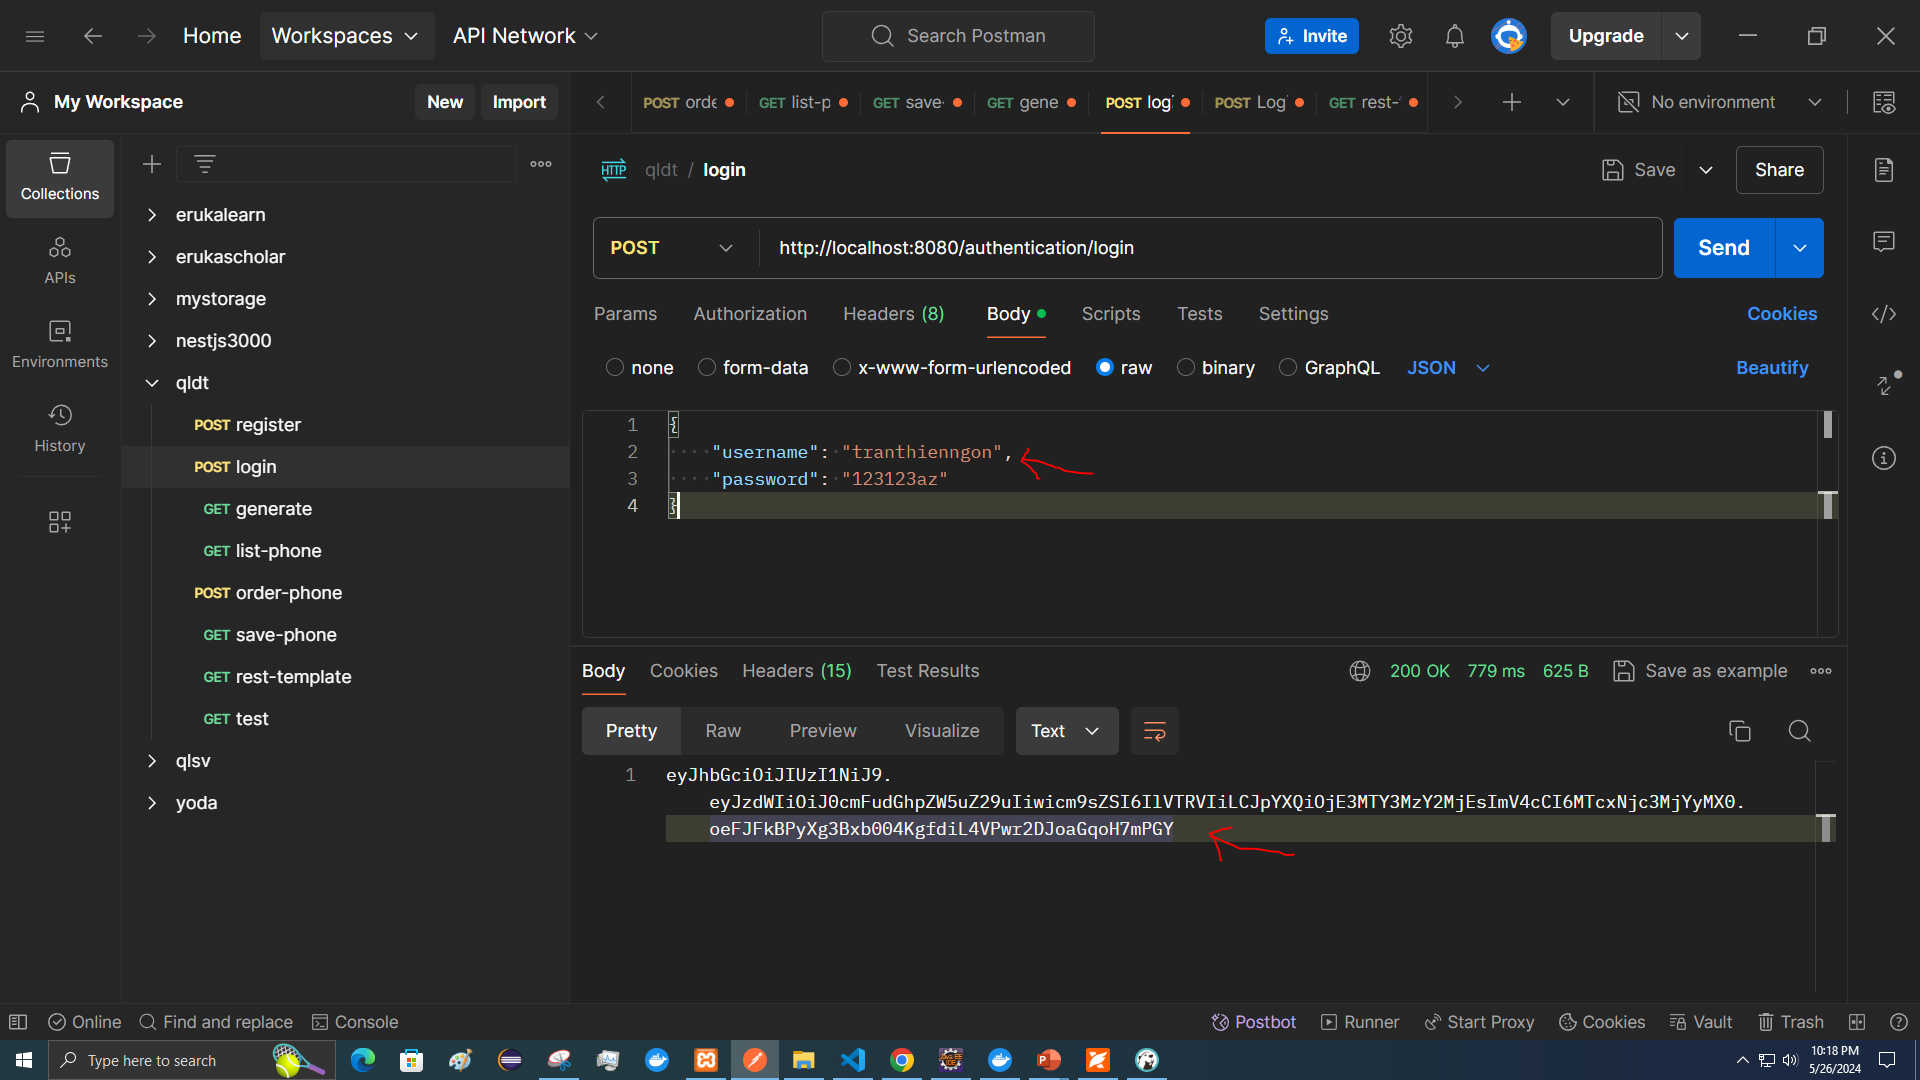 Home
Workspaces
API Network
Search Postman
Invite
Upgrade
My Workspace
New
Import
POST orde
GET list-p
GET save-
GET gene
POST log
POST Log
GET rest-
No environment
Collections
APIs
Environments
History
erukalearn
erukascholar
mystorage
nestjs3000
qldt
POST register
POST login
GET generate
GET list-phone
POST order-phone
GET save-phone
GET rest-template
GET test
qlsv
yoda
HTTP qldt / login
Save
Share
POST
http://localhost:8080/authentication/login
Send
Params
Authorization
Headers (8)
Body
Scripts
Tests
Settings
Cookies
none
form-data
x-www-form-urlencoded
raw
binary
GraphQL
JSON
Beautify
1 {
2 "username": "tranthienngon",
3 "password": "123123az"
4 }
Body
Cookies
Headers (15)
Test Results
200 OK
779 ms
625 B
Save as example
Pretty
Raw
Preview
Visualize
Text
1 eyJhbGciOiJIUzI1NiJ9.
eyJzdWIiOiJ0cmFudGhpZW5uZ29uIiwicm9sZSI6IlVTRVIiLCJpYXQiOjE3MTY3MzY2MjEsImV4cCI6MTcxNjc3MjYyMX0.
oeFJFkBPyXg3Bxb004KgfdiL4VPwr2DJoaGqoH7mPGY
Online
Find and replace
Console
Postbot
Runner
Start Proxy
Cookies
Vault
Trash
Type here to search
10:18 PM
5/26/2024